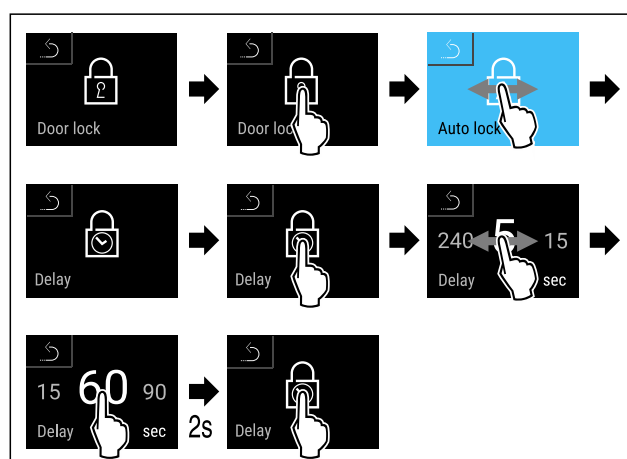 Door lock
Door loc
Auto lock
Delay
Delay
240 5 15
Delay sec
15 60 90
Delay sec
2s
Delay